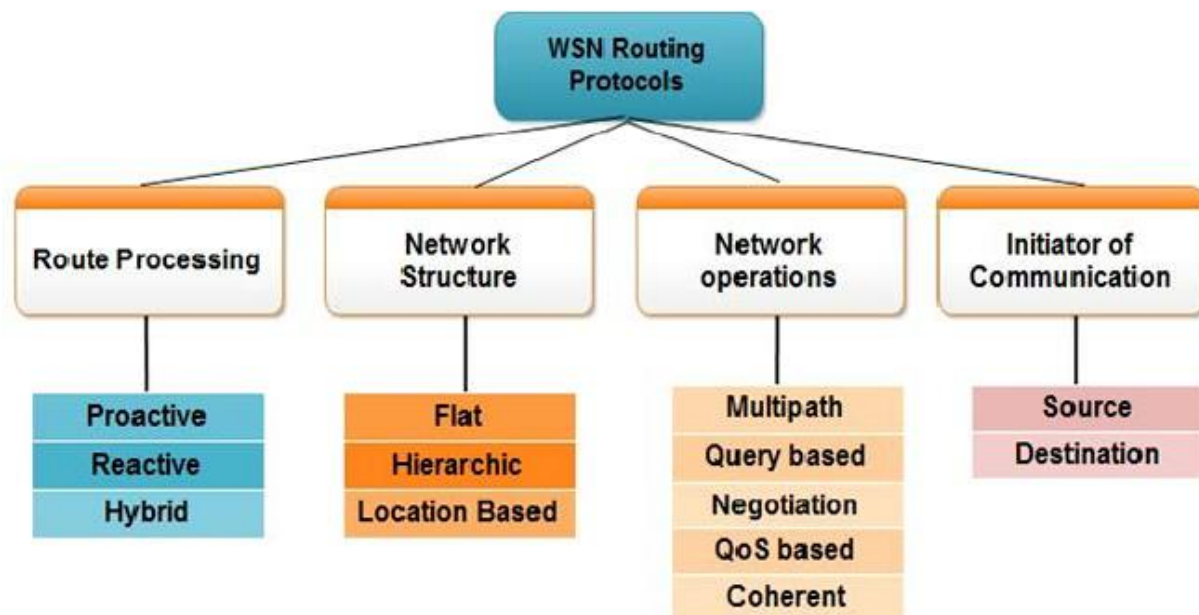 WSN Routing
Protocols
Route Processing
Network
Structure
Network
operations
Initiator of
Communication
Proactive
Reactive
Hybrid
Flat
Hierarchic
Location Based
Multipath
Query based
Negotiation
QoS based
Coherent
Source
Destination